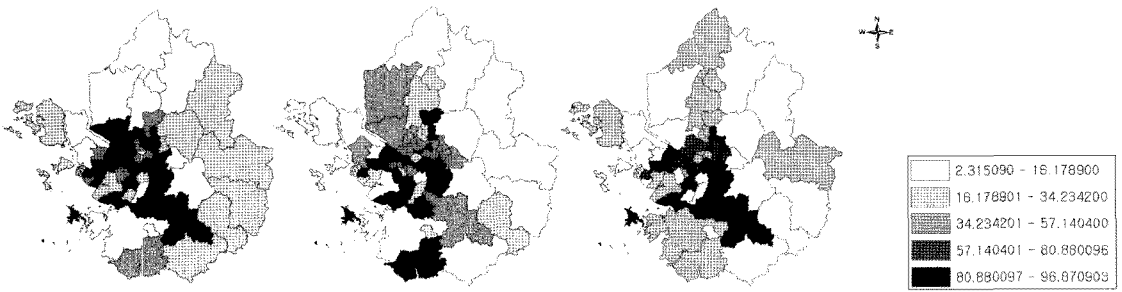 N
W E
S
2.315090 - 16.178900
16.178901 - 34.234200
34.234201 - 57.140400
57.140401 - 80.880096
80.880097 - 96.870903